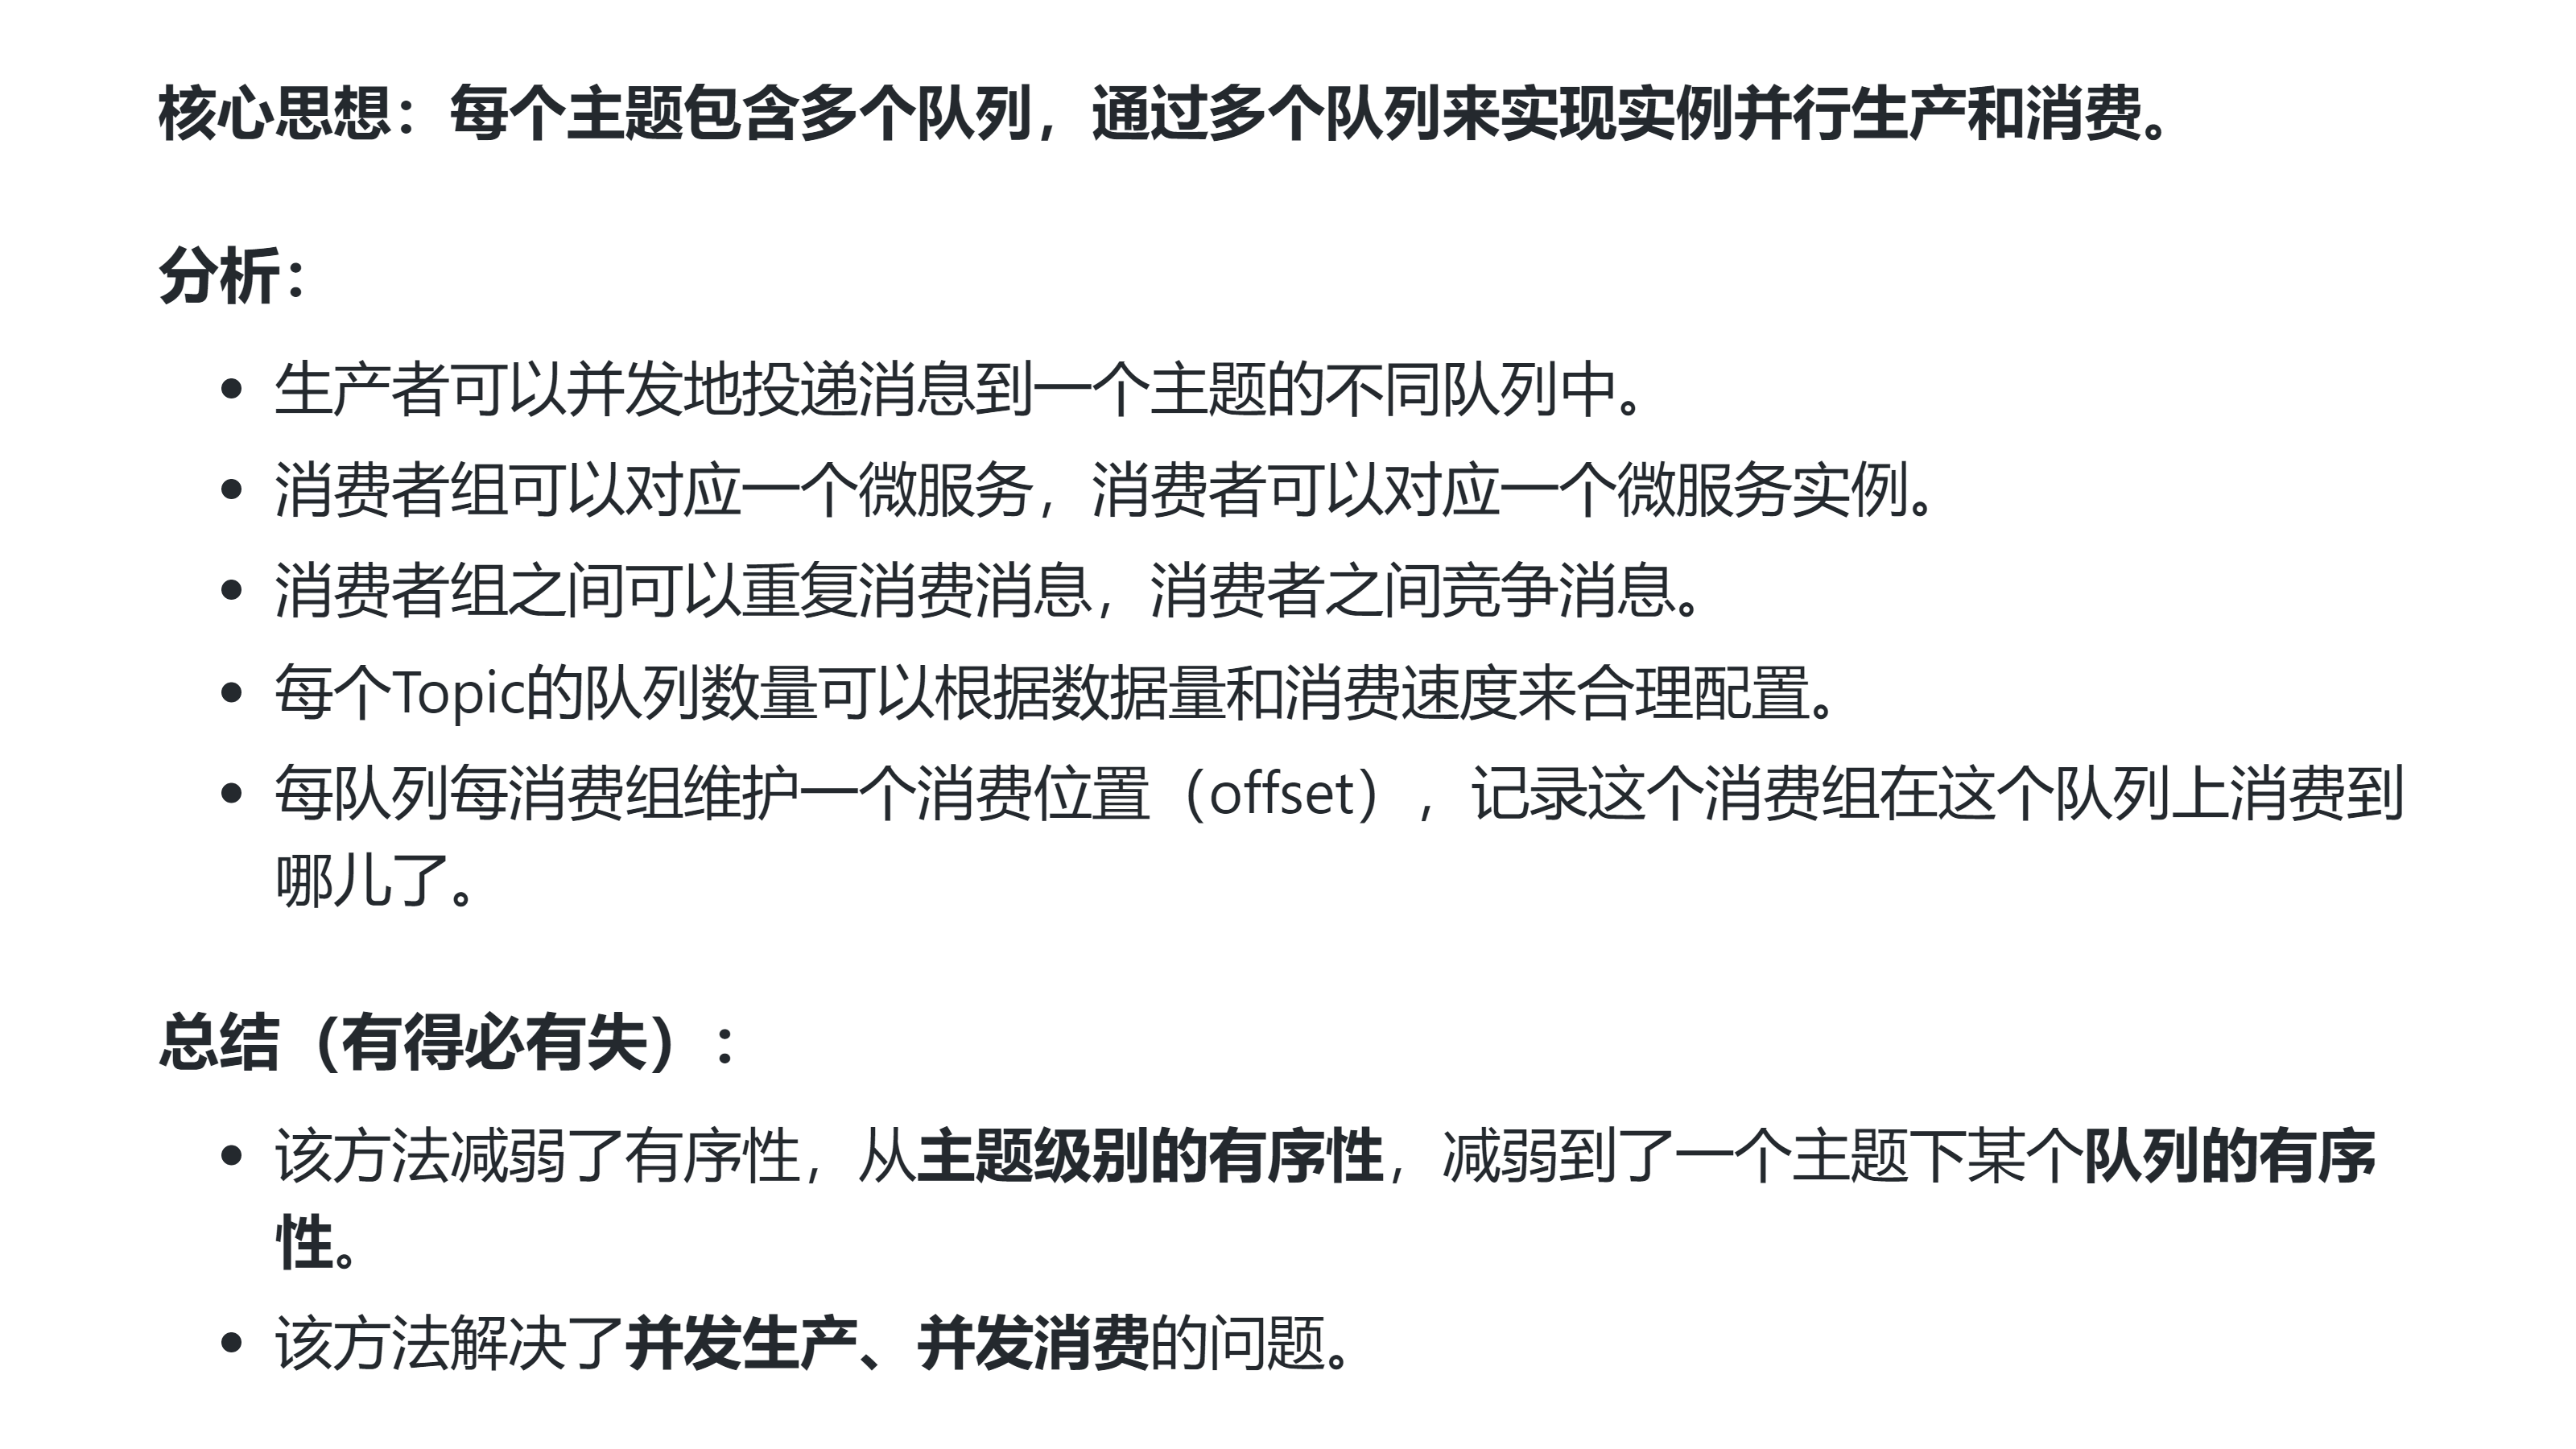 核心思想：每个主题包含多个队列，通过多个队列来实现实例并行生产和消费。
分析：
• 生产者可以并发地投递消息到一个主题的不同队列中。
• 消费者组可以对应一个微服务，消费者可以对应一个微服务实例。
• 消费者组之间可以重复消费消息，消费者之间竞争消息。
• 每个Topic的队列数量可以根据数据量和消费速度来合理配置。
• 每队列每消费组维护一个消费位置（offset），记录这个消费组在这个队列上消费到
哪儿了。
总结（有得必有失）：
• 该方法减弱了有序性，从主题级别的有序性，减弱到了一个主题下某个队列的有序
性。
• 该方法解决了并发生产、并发消费的问题。